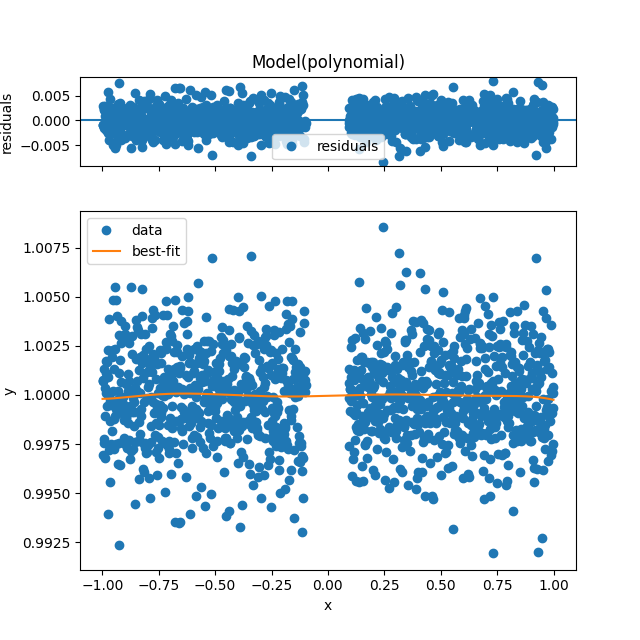 Model(polynomial)
residuals
0.005
0.000
−0.005
residuals
y
1.0075
1.0050
1.0025
1.0000
0.9975
0.9950
0.9925
data
best-fit
−1.00 −0.75 −0.50 −0.25 0.00 0.25 0.50 0.75 1.00
x